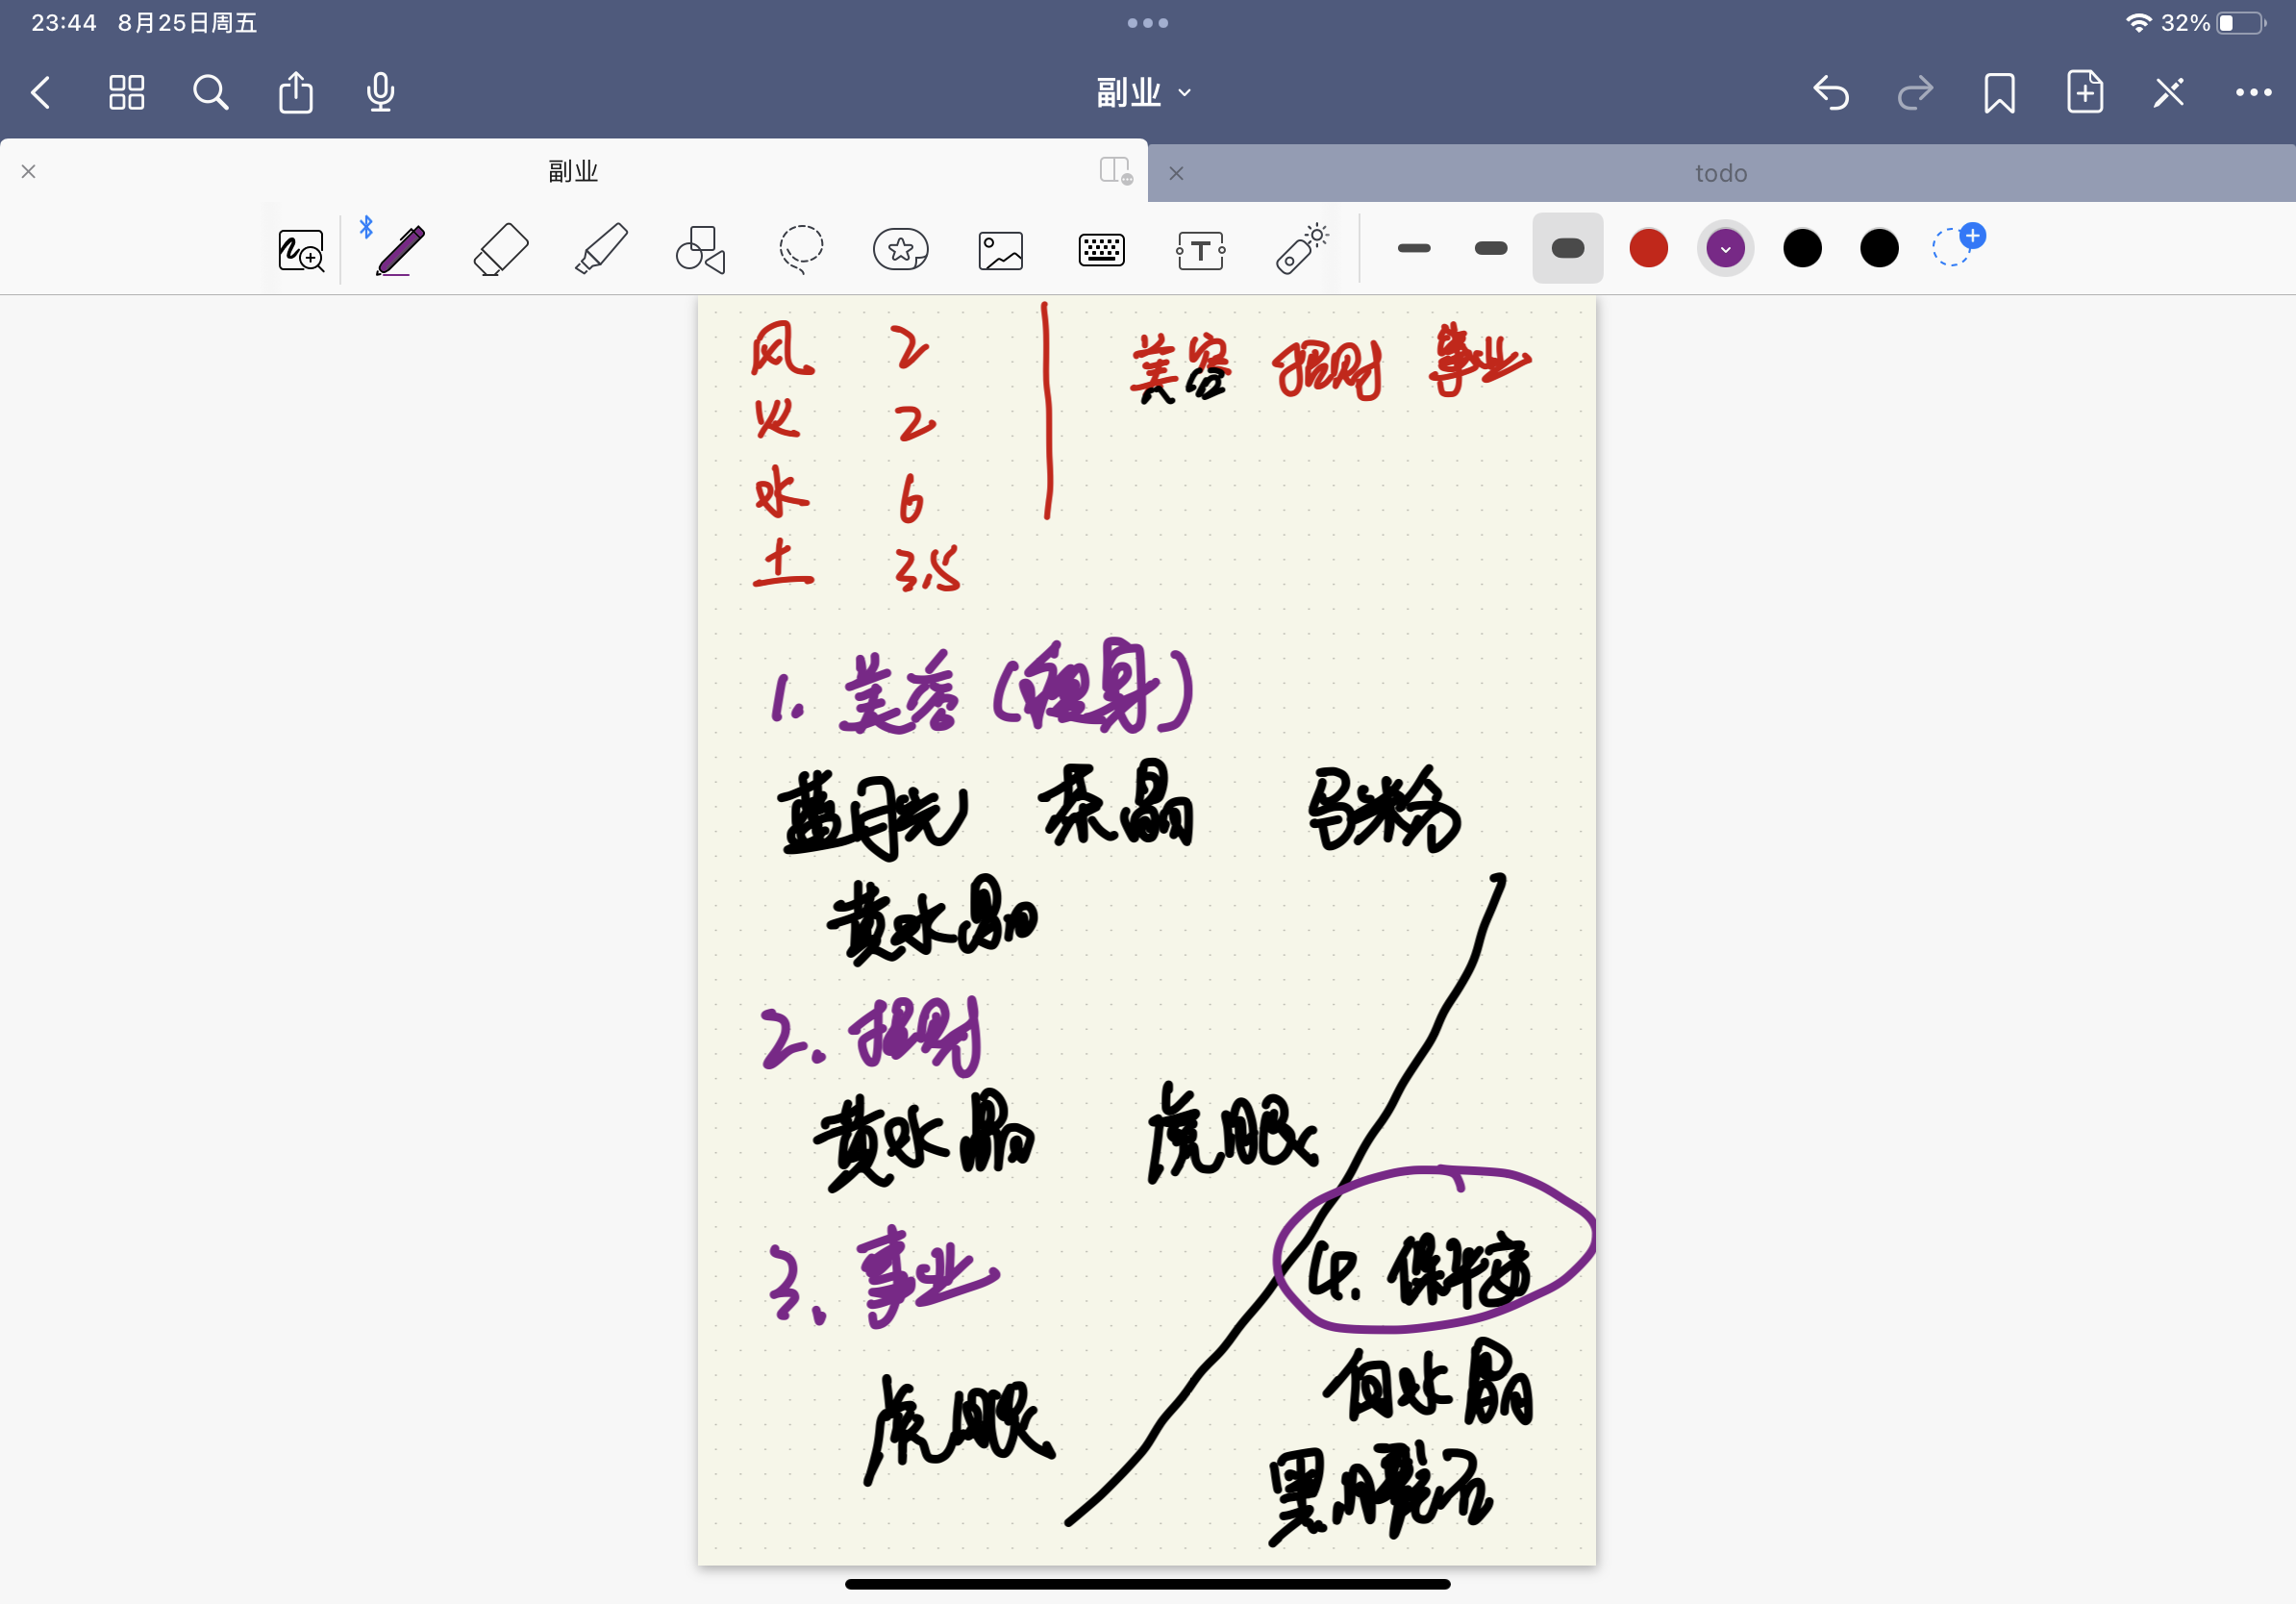 23:44 8月25日周五 32%
副业
副业 todo
风 2 美容 招财 事业
火 2
水 6
土 3.5
1. 美容(瘦身)
蓝月光 茶晶 马粉
黄水晶
2. 招财
黄水晶 虎眼
3. 事业
4. 保平安
白水晶
虎眼
黑曜石